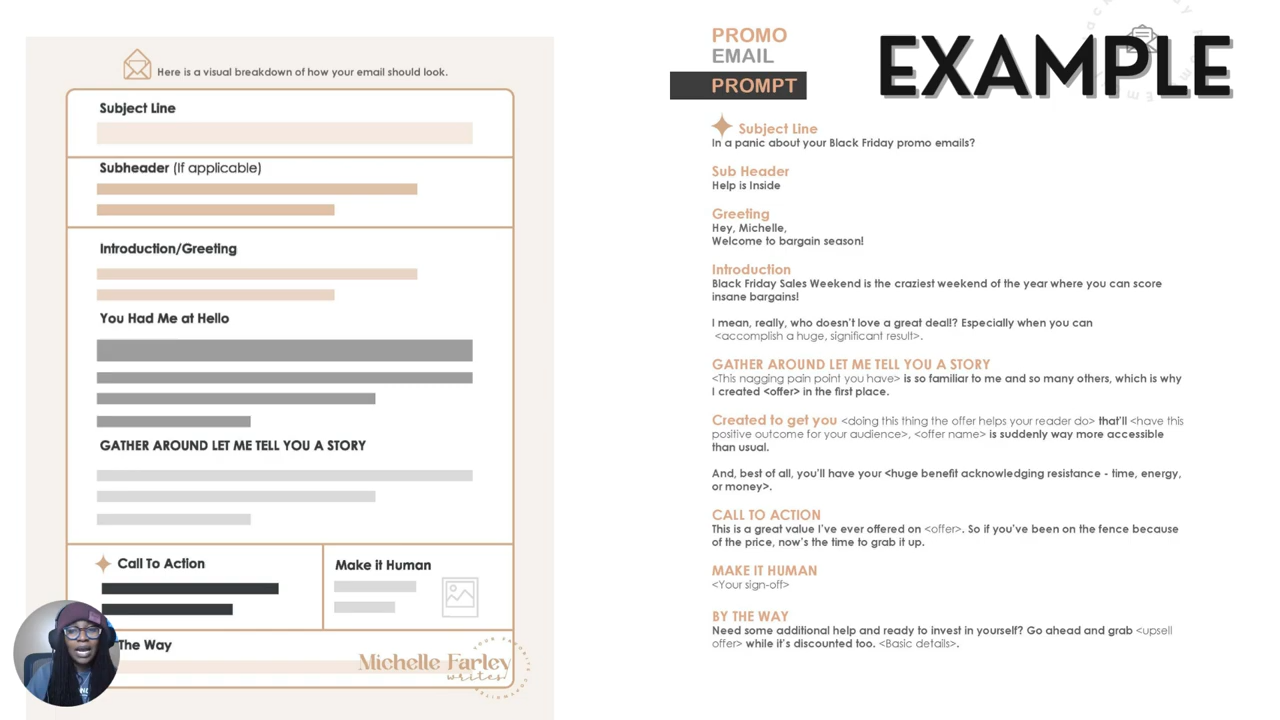 Here is a visual breakdown of how your email should look.
Subject Line
Subheader (If applicable)
Introduction/Greeting
You Had Me at Hello
GATHER AROUND LET ME TELL YOU A STORY
Call To Action
Make it Human
The Way
Michelle Farley
writes
PROMO
EMAIL
PROMPT
EXAMPLE
Subject Line
In a panic about your Black Friday promo emails?
Sub Header
Help is Inside
Greeting
Hey, Michelle,
Welcome to bargain season!
Introduction
Black Friday Sales Weekend is the craziest weekend of the year where you can score
insane bargains!
I mean, really, who doesn't love a great deal!? Especially when you can
<accomplish a huge, significant result>.
GATHER AROUND LET ME TELL YOU A STORY
<This nagging pain point you have> is so familiar to me and so many others, which is why
I created <offer> in the first place.
Created to get you <doing this thing the offer helps your reader do> that'll <have this
positive outcome for your audience>, <offer name> is suddenly way more accessible
than usual.
And, best of all, you'll have your <huge benefit acknowledging resistance - time, energy,
or money>.
CALL TO ACTION
This is a great value I've ever offered on <offer>. So if you've been on the fence because
of the price, now's the time to grab it up.
MAKE IT HUMAN
<Your sign-off>
BY THE WAY
Need some additional help and ready to invest in yourself? Go ahead and grab <upsell
offer> while it's discounted too. <Basic details>.